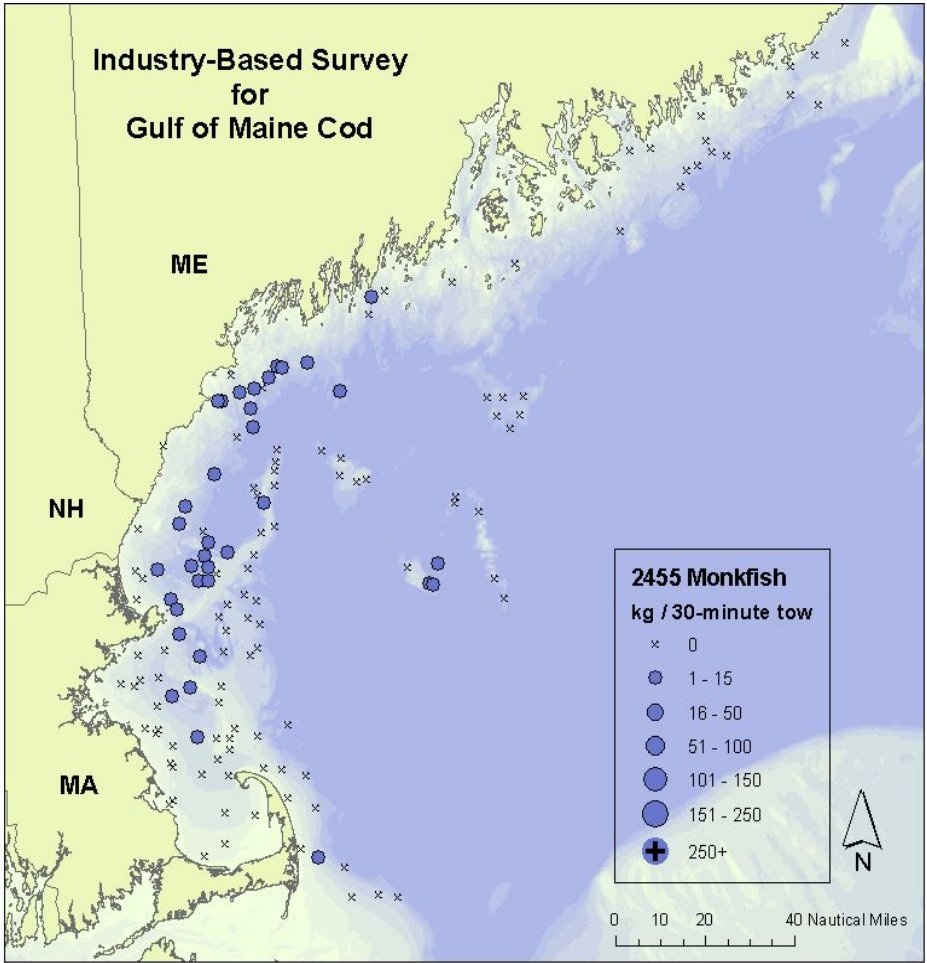 Industry-Based Survey
for
Gulf of Maine Cod
ME
NH
MA
2455 Monkfish
kg / 30-minute tow
0
1 - 15
16 - 50
51 - 100
101 - 150
151 - 250
250+
N
0 10 20 40 Nautical Miles